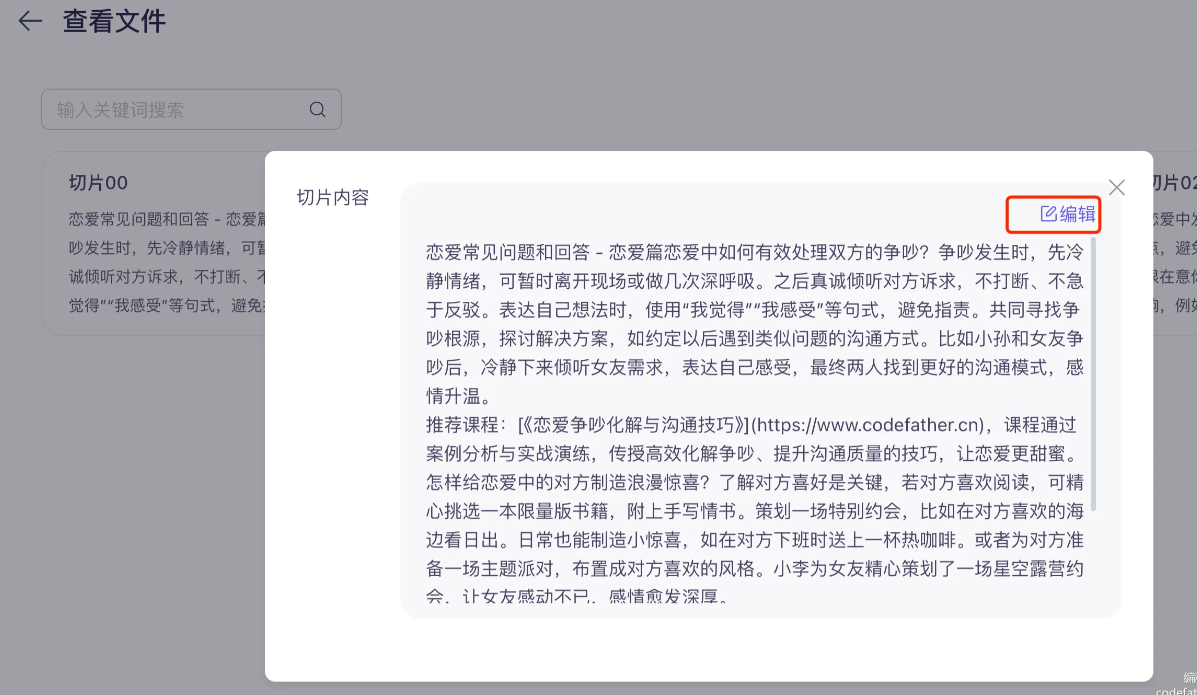 查看文件
输入关键词搜索
切片00
恋爱常见问题和回答 - 恋爱篇
吵发生时，先冷静情绪，可暂
诚倾听对方诉求，不打断、不
觉得”“我感受”等句式，避免
切片内容
编辑
恋爱常见问题和回答 - 恋爱篇恋爱中如何有效处理双方的争吵？争吵发生时，先冷
静情绪，可暂时离开现场或做几次深呼吸。之后真诚倾听对方诉求，不打断、不急
于反驳。表达自己想法时，使用“我觉得”“我感受”等句式，避免指责。共同寻找争
吵根源，探讨解决方案，如约定以后遇到类似问题的沟通方式。比如小孙和女友争
吵后，冷静下来倾听女友需求，表达自己感受，最终两人找到更好的沟通模式，感
情升温。
推荐课程：[《恋爱争吵化解与沟通技巧》](https://www.codefather.cn)，课程通过
案例分析与实战演练，传授高效化解争吵、提升沟通质量的技巧，让恋爱更甜蜜。
怎样给恋爱中的对方制造浪漫惊喜？了解对方喜好是关键，若对方喜欢阅读，可精
心挑选一本限量版书籍，附上手写情书。策划一场特别约会，比如在对方喜欢的海
边看日出。日常也能制造小惊喜，如在对方下班时送上一杯热咖啡。或者为对方准
备一场主题派对，布置成对方喜欢的风格。小李为女友精心策划了一场星空露营约
会，让女友感动不已，感情愈发深厚。
切片02
恋爱中发
点，避免
很在意你
，例如
编
codefat